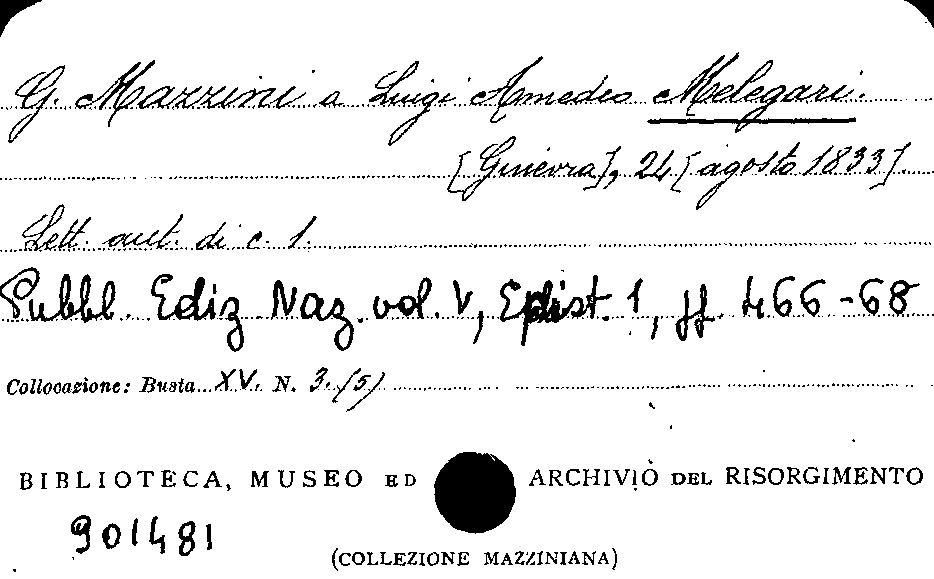 G. Mazzini a Luigi Amedeo Melegari.
[Ginevra], 24 [agosto 1833].
Lett. aut. di c. 1.
Pubbl. Ediz Naz. vol. V, Epist. 1, ff. 466-68
Collocazione: Busta XV. N. 3. (5)
BIBLIOTECA, MUSEO ED ARCHIVIO DEL RISORGIMENTO
901481
(COLLEZIONE MAZZINIANA)